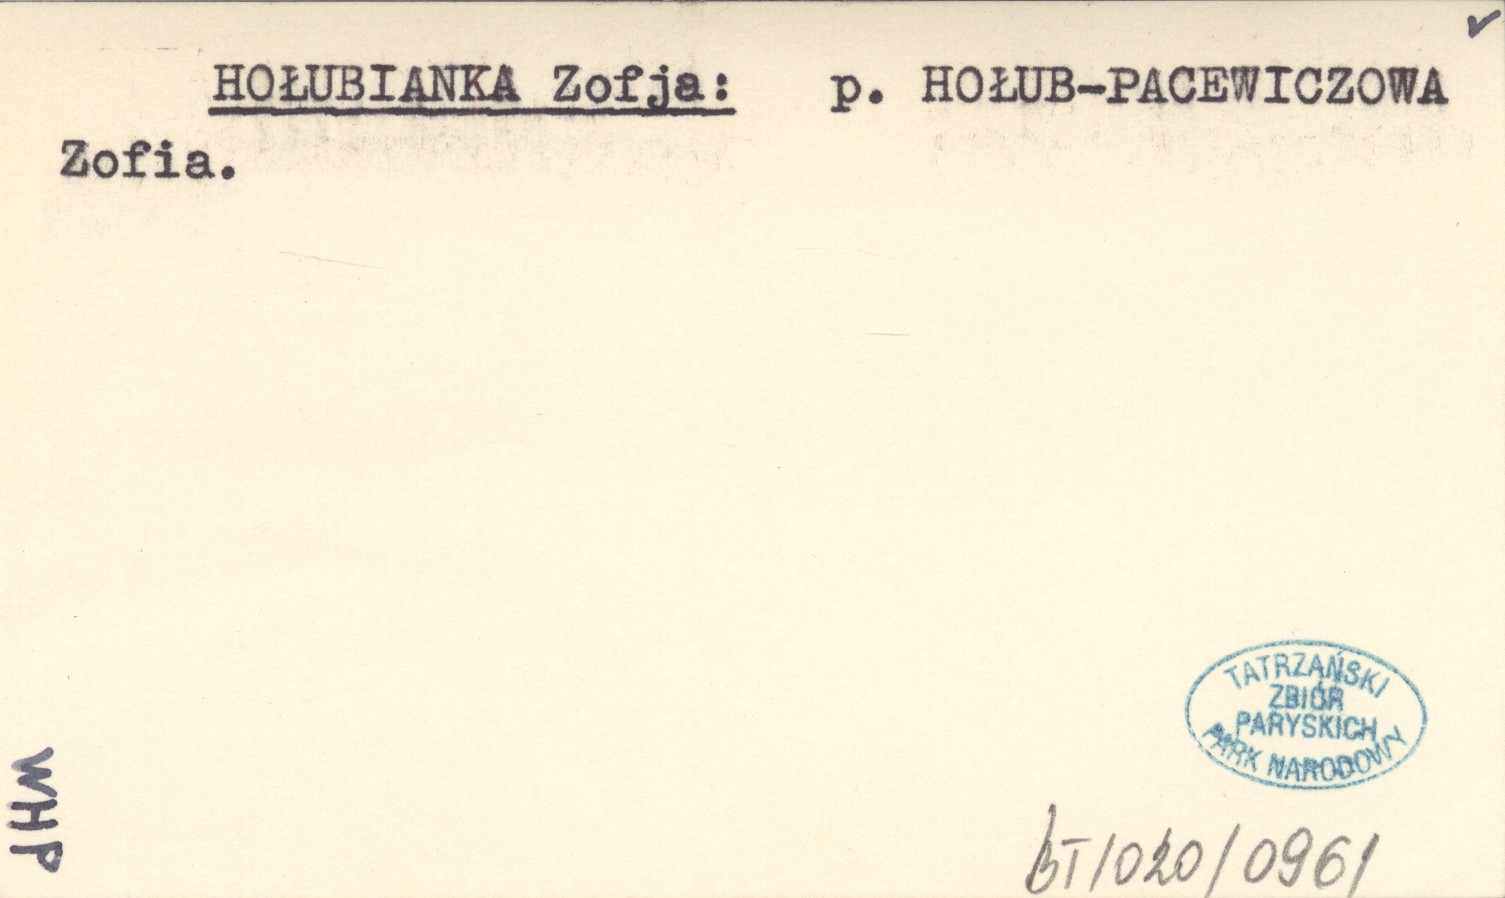 ✓
HOŁUBIANKA Zofja: p. HOŁUB-PACEWICZOWA
Zofia.
TATRZAŃSKI
ZBIÓR
PARYSKICH
PARK NARODOWY
WHP
BT/020/0961